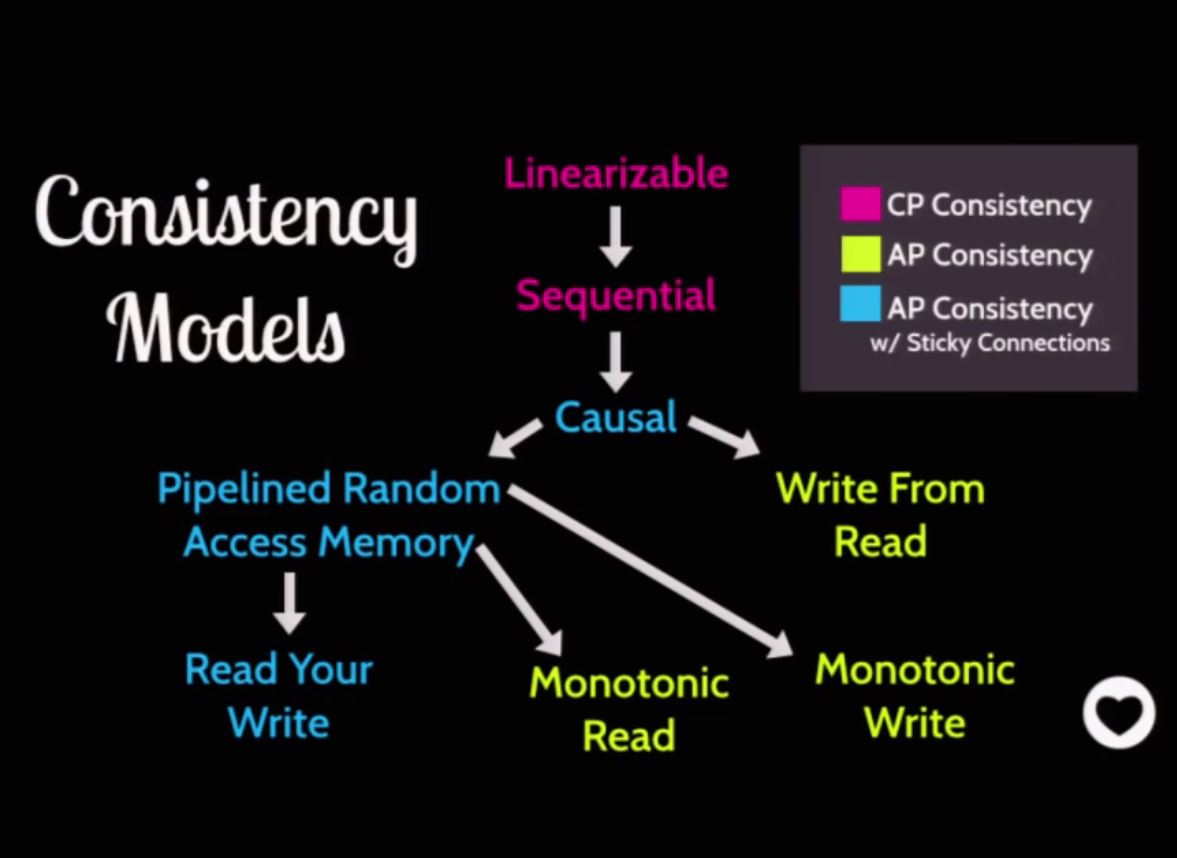 Consistency
Models
Linearizable
Sequential
Causal
Pipelined Random
Access Memory
Write From
Read
Read Your
Write
Monotonic
Read
Monotonic
Write
CP Consistency
AP Consistency
AP Consistency
w/ Sticky Connections